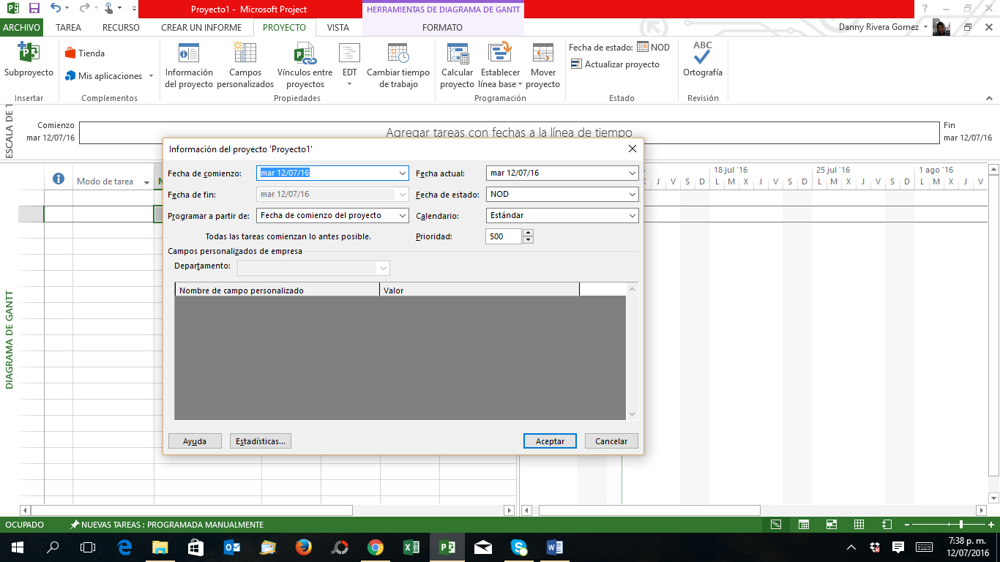 Proyecto1 - Microsoft Project
HERRAMIENTAS DE DIAGRAMA DE GANTT
ARCHIVO TAREA RECURSO CREAR UN INFORME PROYECTO VISTA FORMATO Danny Rivera Gomez
Subproyecto
Tienda
Mis aplicaciones
Información del proyecto
Campos personalizados
Vínculos entre proyectos
EDT
Cambiar tiempo de trabajo
Calcular proyecto
Establecer línea base
Mover proyecto
Fecha de estado: NOD
Actualizar proyecto
ABC
Ortografía
Insertar Complementos Propiedades Programación Estado Revisión
ESCALA DE T
Comienzo
mar 12/07/16
Agregar tareas con fechas a la línea de tiempo
Fin
mar 12/07/16
Información del proyecto 'Proyecto1'
Fecha de comienzo: mar 12/07/16 Fecha actual: mar 12/07/16
Fecha de fin: mar 12/07/16 Fecha de estado: NOD
Programar a partir de: Fecha de comienzo del proyecto Calendario: Estándar
Todas las tareas comienzan lo antes posible. Prioridad: 500
Campos personalizados de empresa
Departamento:
Nombre de campo personalizado Valor
Ayuda Estadísticas... Aceptar Cancelar
Modo de tarea
18 jul '16 25 jul '16 1 ago '16
J V S D L M X J V S D L M X J V S D L M X J V
DIAGRAMA DE GANTT
OCUPADO NUEVAS TAREAS : PROGRAMADA MANUALMENTE
7:38 p. m.
12/07/2016